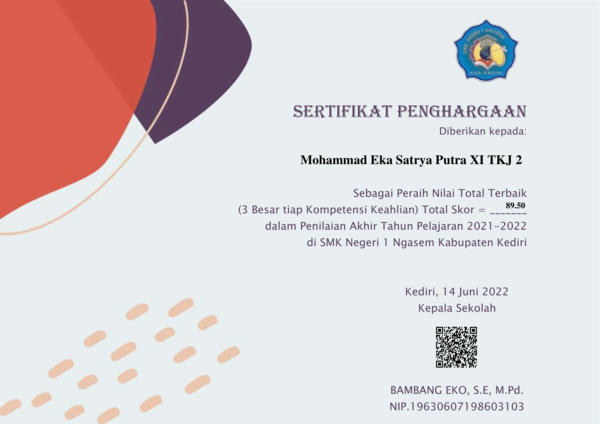 SERTIFIKAT PENGHARGAAN
Diberikan kepada:
Mohammad Eka Satrya Putra XI TKJ 2
Sebagai Peraih Nilai Total Terbaik
(3 Besar tiap Kompetensi Keahlian) Total Skor = 89.50
dalam Penilaian Akhir Tahun Pelajaran 2021-2022
di SMK Negeri 1 Ngasem Kabupaten Kediri
Kediri, 14 Juni 2022
Kepala Sekolah
BAMBANG EKO, S.E, M.Pd.
NIP.19630607198603103